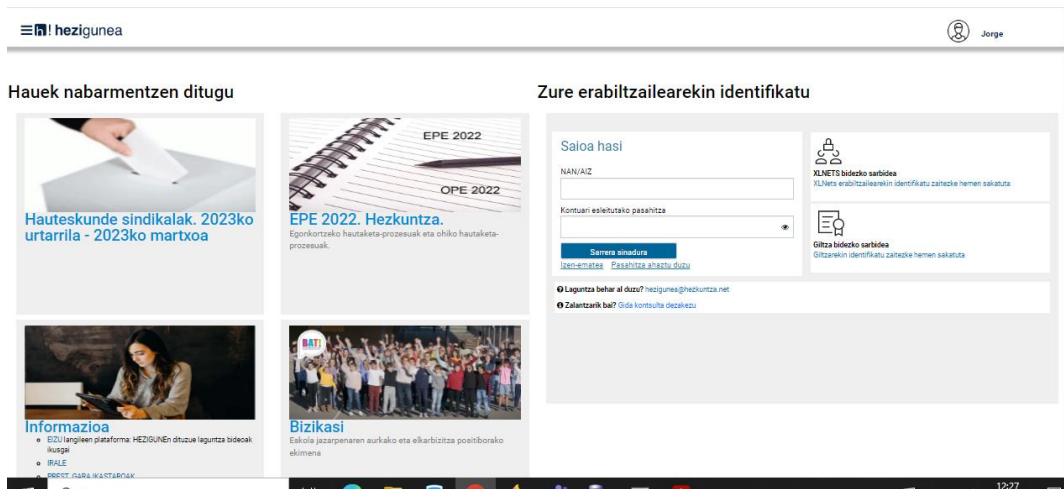 h! hezigunea
Jorge
Hauek nabarmentzen ditugu
Hauteskunde sindikalak. 2023ko
urtarrila - 2023ko martxoa
EPE 2022
OPE 2022
EPE 2022. Hezkuntza.
Egonkortzeko hautaketa-prozesuak eta ohiko hautaketa-
prozesuak.
Informazioa
EIZU langileen plataforma: HEZIGUNEn dituzue laguntza bideoak
ikusgai
IRALE
PREST_GARA IKASTAROAK
BAT!
Bizikasi
Eskola jazarpenaren aurkako eta elkarbizitza poeitiborako
ekimena
Zure erabiltzailearekin identifikatu
Saioa hasi
NAN/AIZ
Kontuari esleitutako pasahitza
Sarrera sinadura
Izen-ematea Pasahitza ahaztu duzu
XLNETS bidezko sarbidea
XLNets erabiltzailearekin identifikatu zaitezke hemen sakatuta
Giltza bidezko sarbidea
Giltzarekin identifikatu zaitezke hemen sakatuta
Laguntza behar al duzu? hezigunea@hezkuntza.net
Zalantzarik bai? Gida kontsulta dezakezu
12:27